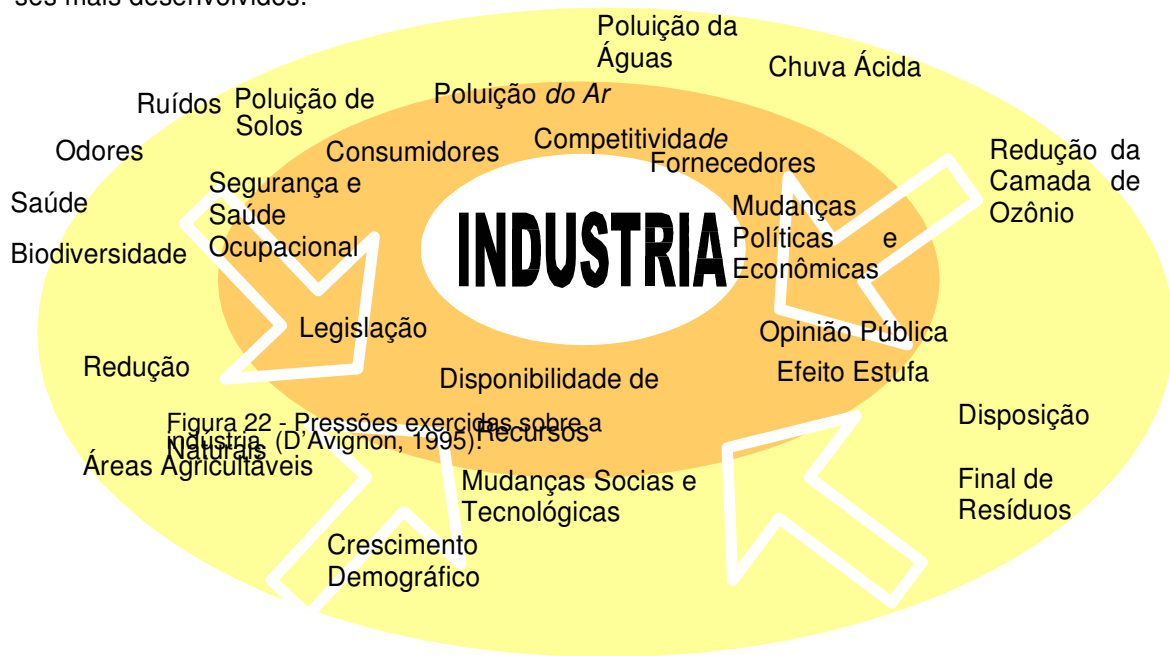 ses mais desenvolvidos.
Poluição da
Águas
Chuva Ácida
Ruídos
Poluição de
Solos
Poluição do Ar
Odores
Consumidores
Competitividade
Fornecedores
Redução da
Camada de
Ozônio
Saúde
Segurança e
Saúde
Ocupacional
Biodiversidade
INDUSTRIA
Mudanças
Políticas e
Econômicas
Legislação
Opinião Pública
Redução
Disponibilidade de
Efeito Estufa
Figura 22 - Pressões exercidas sobre a
industria. (D'Avignon, 1995).
Recursos
Naturais
Áreas Agricultáveis
Disposição
Mudanças Socias e
Tecnológicas
Final de
Resíduos
Crescimento
Demográfico